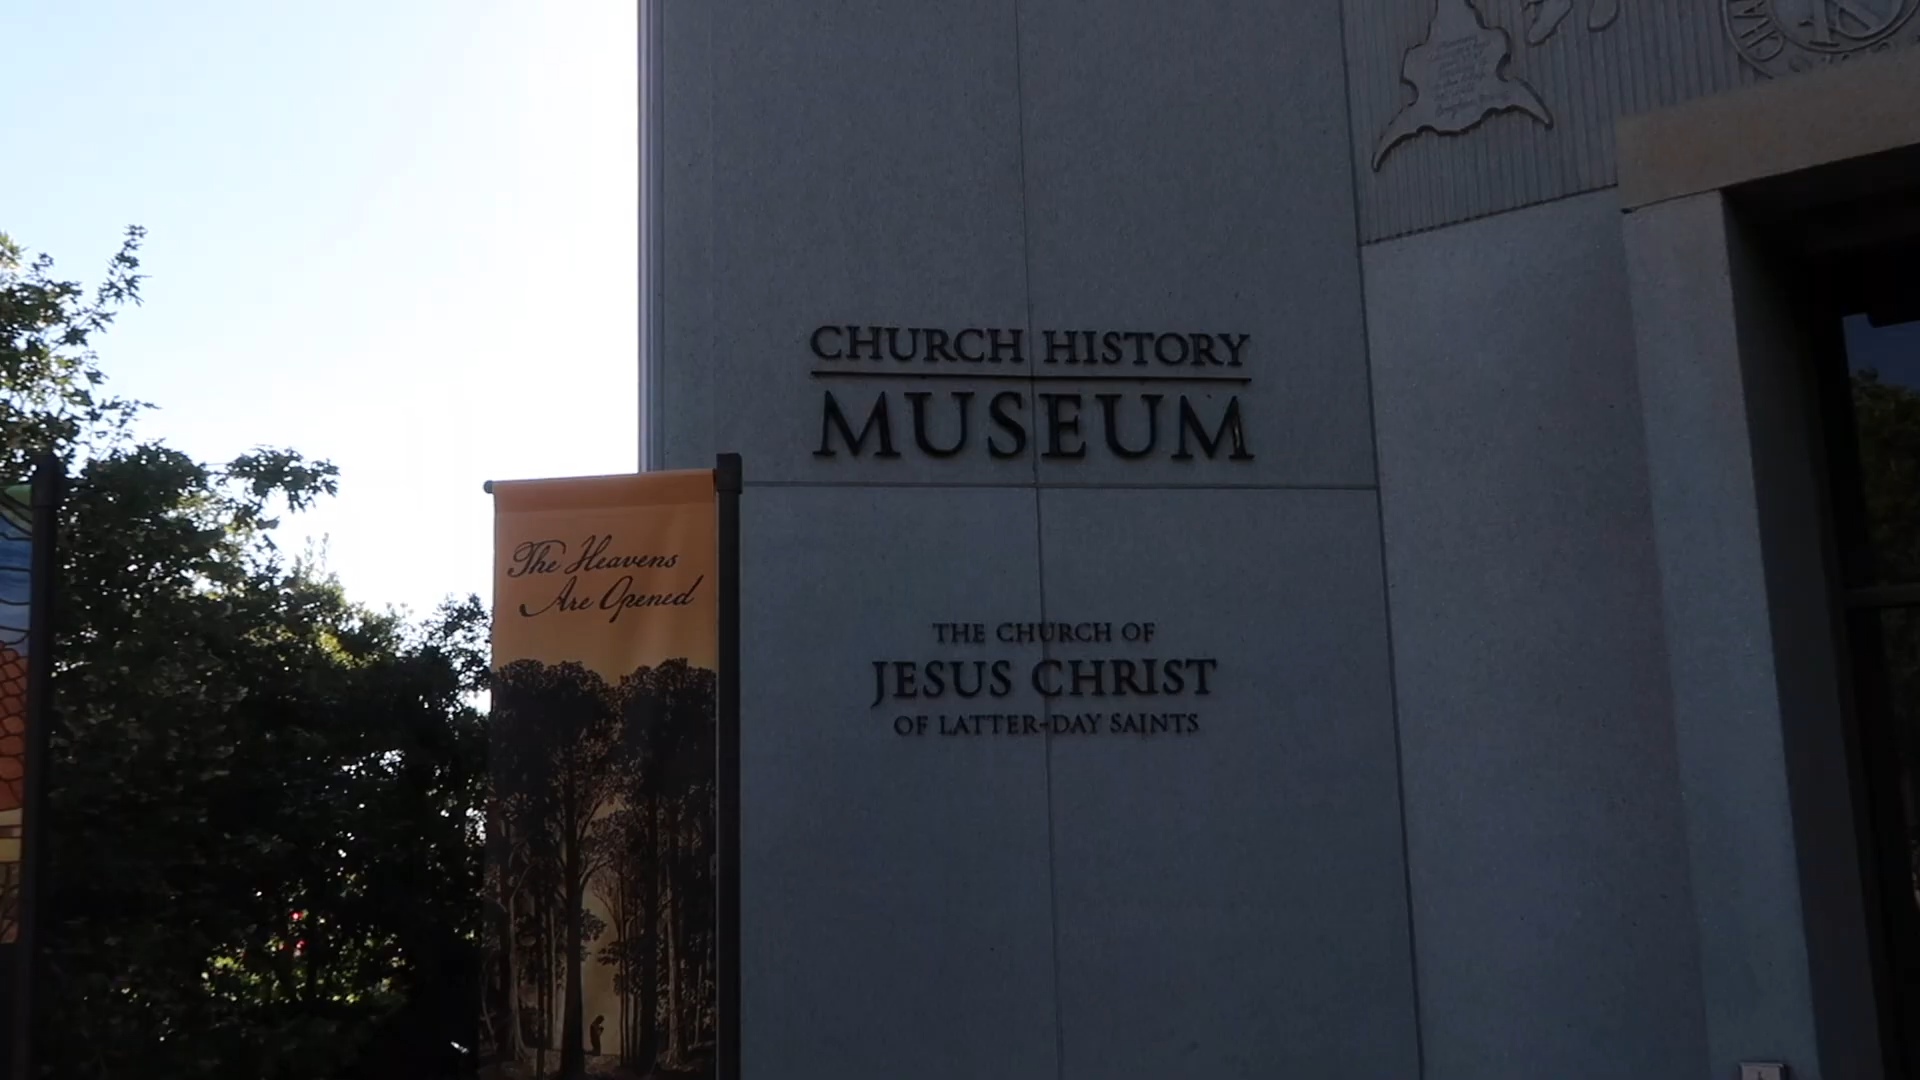 CHURCH HISTORY
MUSEUM
The Heavens
Are Opened
THE CHURCH OF
JESUS CHRIST
OF LATTER-DAY SAINTS